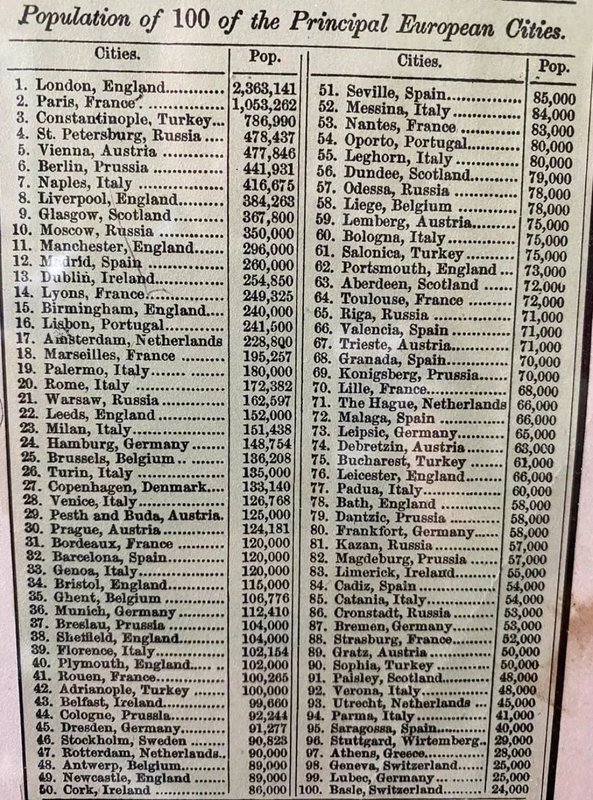 Population of 100 of the Principal European Cities.
Cities. Pop.
1. London, England 2,363,141
2. Paris, France 1,053,262
3. Constantinople, Turkey 786,990
4. St. Petersburg, Russia 478,437
5. Vienna, Austria 477,846
6. Berlin, Prussia 441,931
7. Naples, Italy 416,675
8. Liverpool, England 384,263
9. Glasgow, Scotland 367,800
10. Moscow, Russia 350,000
11. Manchester, England 296,000
12. Madrid, Spain 260,000
13. Dublin, Ireland 254,850
14. Lyons, France 249,325
15. Birmingham, England 240,000
16. Lisbon, Portugal 241,500
17. Amsterdam, Netherlands 228,800
18. Marseilles, France 195,257
19. Palermo, Italy 180,000
20. Rome, Italy 172,382
21. Warsaw, Russia 162,597
22. Leeds, England 152,000
23. Milan, Italy 151,438
24. Hamburg, Germany 148,754
25. Brussels, Belgium 136,208
26. Turin, Italy 135,000
27. Copenhagen, Denmark 133,140
28. Venice, Italy 126,768
29. Pesth and Buda, Austria. 125,000
30. Prague, Austria 124,181
31. Bordeaux, France 120,000
32. Barcelona, Spain 120,000
33. Genoa, Italy 120,000
34. Bristol, England 115,000
35. Ghent, Belgium 106,776
36. Munich, Germany 112,410
37. Breslau, Prussia 104,000
38. Sheffield, England 104,000
39. Florence, Italy 102,154
40. Plymouth, England 102,000
41. Rouen, France 100,265
42. Adrianople, Turkey 100,000
43. Belfast, Ireland 99,660
44. Cologne, Prussia 92,244
45. Dresden, Germany 91,277
46. Stockholm, Sweden 90,823
47. Rotterdam, Netherlands 90,000
48. Antwerp, Belgium 89,000
49. Newcastle, England 89,000
50. Cork, Ireland 86,000
Cities. Pop.
51. Seville, Spain 85,000
52. Messina, Italy 84,000
53. Nantes, France 83,000
54. Oporto, Portugal 80,000
55. Leghorn, Italy 80,000
56. Dundee, Scotland 79,000
57. Odessa, Russia 78,000
58. Liege, Belgium 78,000
59. Lemberg, Austria 75,000
60. Bologna, Italy 75,000
61. Salonica, Turkey 75,000
62. Portsmouth, England 73,000
63. Aberdeen, Scotland 72,000
64. Toulouse, France 72,000
65. Riga, Russia 71,000
66. Valencia, Spain 71,000
67. Trieste, Austria 71,000
68. Granada, Spain 70,000
69. Konigsberg, Prussia 70,000
70. Lille, France 68,000
71. The Hague, Netherlands 66,000
72. Malaga, Spain 66,000
73. Leipsic, Germany 65,000
74. Debretzin, Austria 63,000
75. Bucharest, Turkey 61,000
76. Leicester, England 66,000
77. Padua, Italy 60,000
78. Bath, England 58,000
79. Dantzic, Prussia 58,000
80. Frankfort, Germany 58,000
81. Kazan, Russia 57,000
82. Magdeburg, Prussia 57,000
83. Limerick, Ireland 55,000
84. Cadiz, Spain 54,000
85. Catania, Italy 54,000
86. Cronstadt, Russia 53,000
87. Bremen, Germany 53,000
88. Strasburg, France 52,000
89. Gratz, Austria 50,000
90. Sophia, Turkey 50,000
91. Paisley, Scotland 48,000
92. Verona, Italy 48,000
93. Utrecht, Netherlands 45,000
94. Parma, Italy 41,000
95. Saragossa, Spain 40,000
96. Stuttgard, Wirtemberg 29,000
97. Athens, Greece 28,000
98. Geneva, Switzerland 25,000
99. Lubec, Germany 25,000
100. Basle, Switzerland 24,000